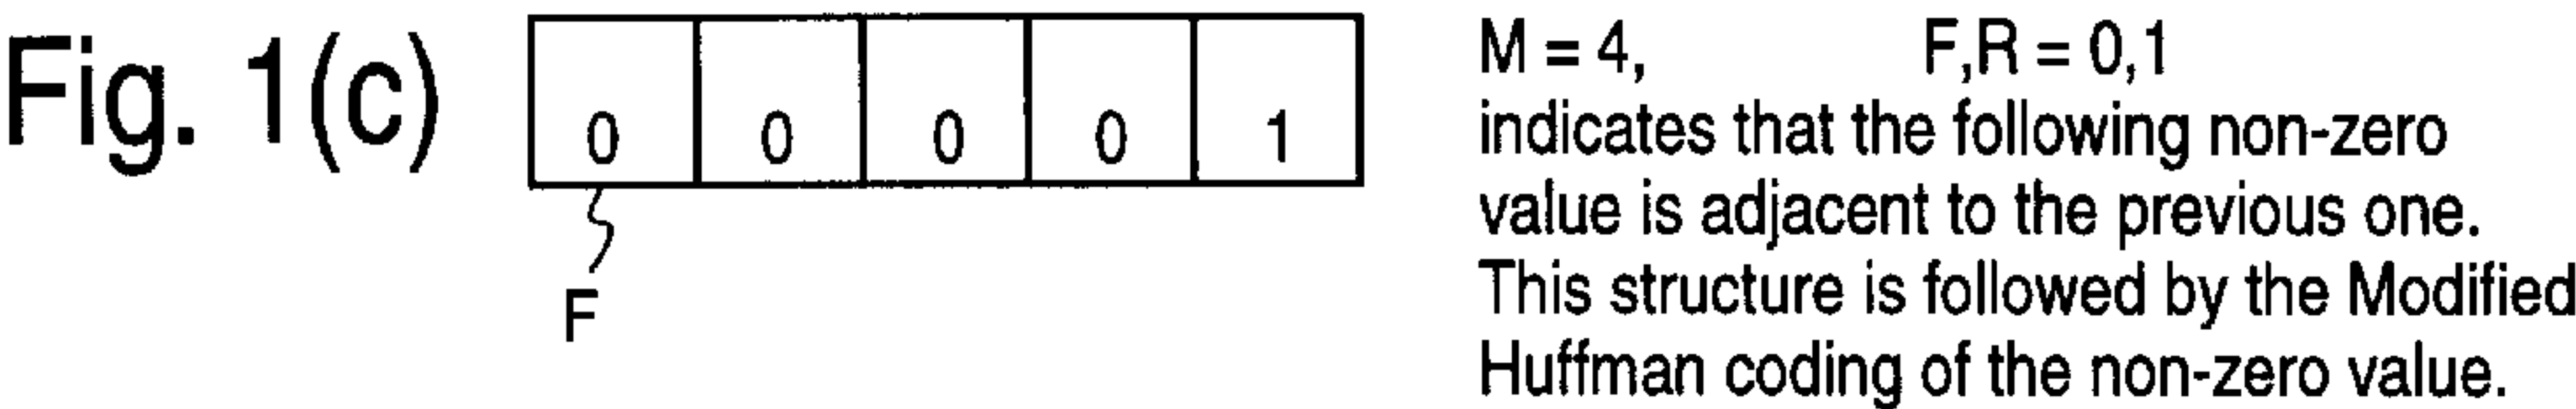 Fig. 1(c)
0 0 0 0 1
F
M = 4, F,R = 0,1
indicates that the following non-zero
value is adjacent to the previous one.
This structure is followed by the Modified
Huffman coding of the non-zero value.